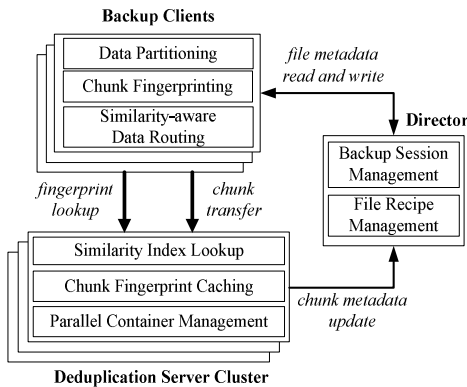 Backup Clients
Data Partitioning
Chunk Fingerprinting
Similarity-aware
Data Routing
file metadata
read and write
Director
Backup Session
Management
File Recipe
Management
fingerprint
lookup
chunk
transfer
Similarity Index Lookup
Chunk Fingerprint Caching
Parallel Container Management
chunk metadata
update
Deduplication Server Cluster